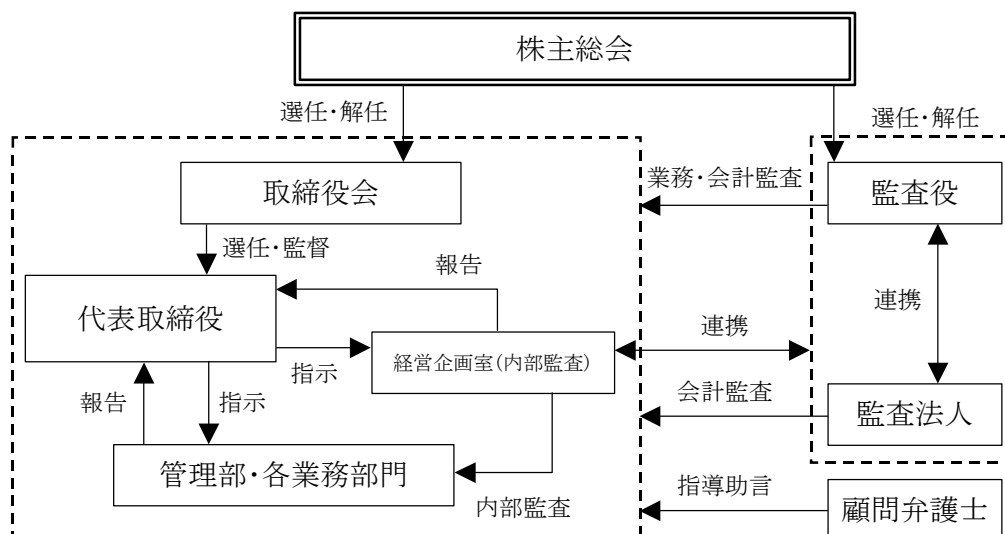 株主総会
選任・解任
選任・解任
取締役会
業務・会計監査
監査役
選任・監督
報告
代表取締役
連携
連携
経営企画室(内部監査)
指示
報告
指示
会計監査
監査法人
管理部・各業務部門
内部監査
指導助言
顧問弁護士